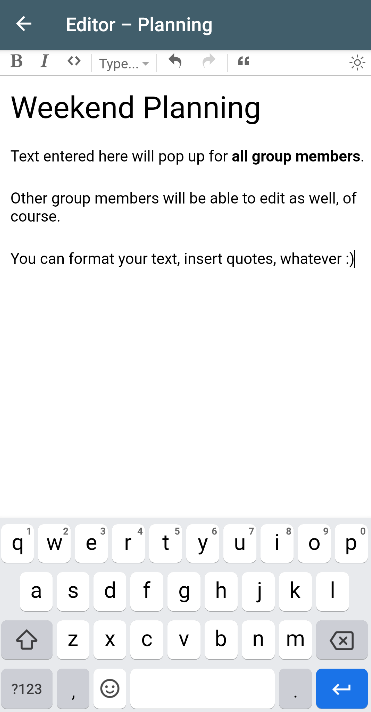 Editor – Planning
B I <> Type...
Weekend Planning
Text entered here will pop up for all group members.
Other group members will be able to edit as well, of
course.
You can format your text, insert quotes, whatever :)
1 2 3 4 5 6 7 8 9 0
q w e r t y u i o p
a s d f g h j k l
z x c v b n m
?123 , .